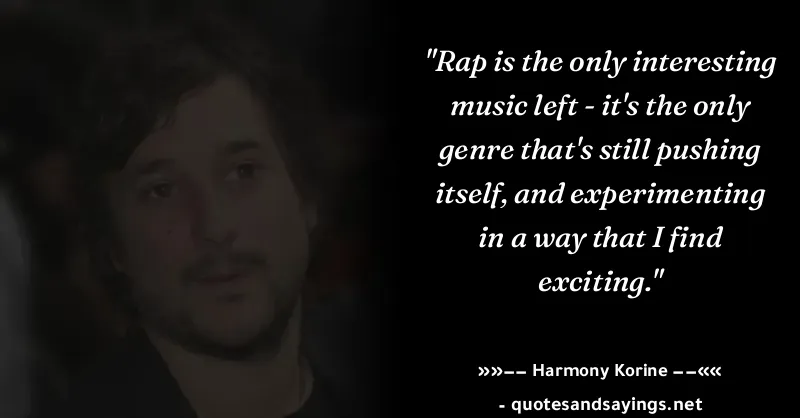 "Rap is the only interesting
music left - it's the only
genre that's still pushing
itself, and experimenting
in a way that I find
exciting."
»»−− Harmony Korine −−««
- quotesandsayings.net